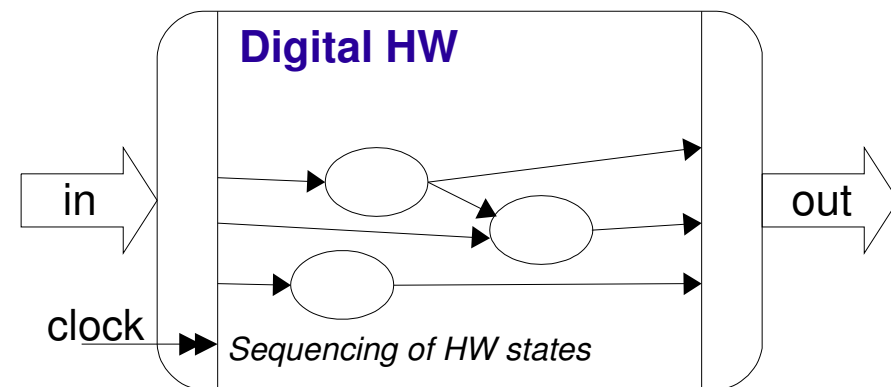 Digital HW
in
out
clock
Sequencing of HW states